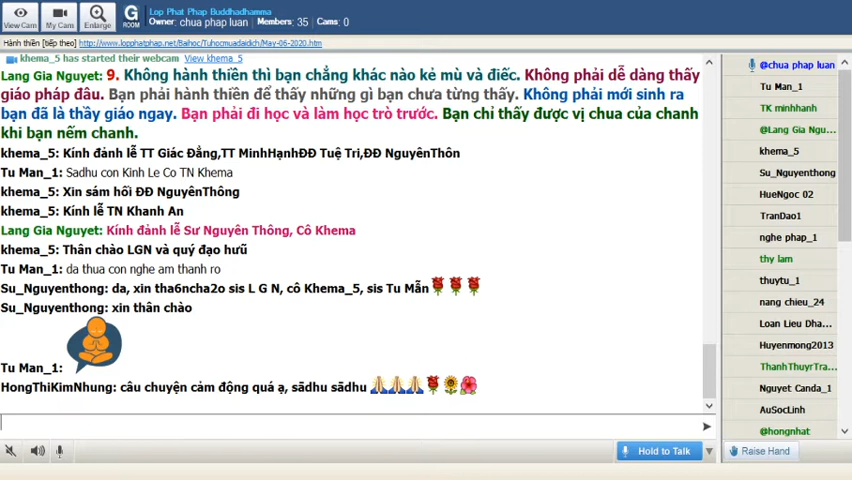 View Cam
My Cam
Enlarge
G
ROOM
Lop Phat Phap Buddhadhamma
Owner: chua phap luan
Members: 35
Cams: 0
Hành thiền [tiếp theo] http://www.lopphatphap.net/Baihoc/Tuhocmuadaidich/May-06-2020.htm
khema_5 has started their webcam View khema_5
Lang Gia Nguyet: 9. Không hành thiền thì bạn chẳng khác nào kẻ mù và điếc. Không phải dễ dàng thấy
giáo pháp đâu. Bạn phải hành thiền để thấy những gì bạn chưa từng thấy. Không phải mới sinh ra
bạn đã là thầy giáo ngay. Bạn phải đi học và làm học trò trước. Bạn chỉ thấy được vị chua của chanh
khi bạn nếm chanh.
khema_5: Kính đảnh lễ TT Giác Đẳng,TT MinhHạnhĐĐ Tuệ Tri,ĐĐ NguyênThôn
Tu Man_1: Sadhu con Kinh Le Co TN Khema
khema_5: Xin sám hối ĐĐ NguyênThông
khema_5: Kính lễ TN Khanh An
Lang Gia Nguyet: Kính đảnh lễ Sư Nguyên Thông, Cô Khema
khema_5: Thân chào LGN và quý đạo hưũ
Tu Man_1: da thua con nghe am thanh ro
Su_Nguyenthong: da, xin tha6ncha2o sis L G N, cô Khema_5, sis Tu Mẫn
Su_Nguyenthong: xin thân chào
Tu Man_1:
HongThiKimNhung: câu chuyện cảm động quá ạ, sādhu sādhu
Hold to Talk
@chua phap luan
Tu Man_1
TK minhhanh
@Lang Gia Ngu...
khema_5
Su_Nguyenthong
HueNgoc 02
TranDao1
nghe phap_1
thy lam
thuytu_1
nang chieu_24
Loan Lieu Dha...
Huyenmong2013
ThanhThuyrTra...
Nguyet Canda_1
AuSocLinh
@hongnhat
Raise Hand